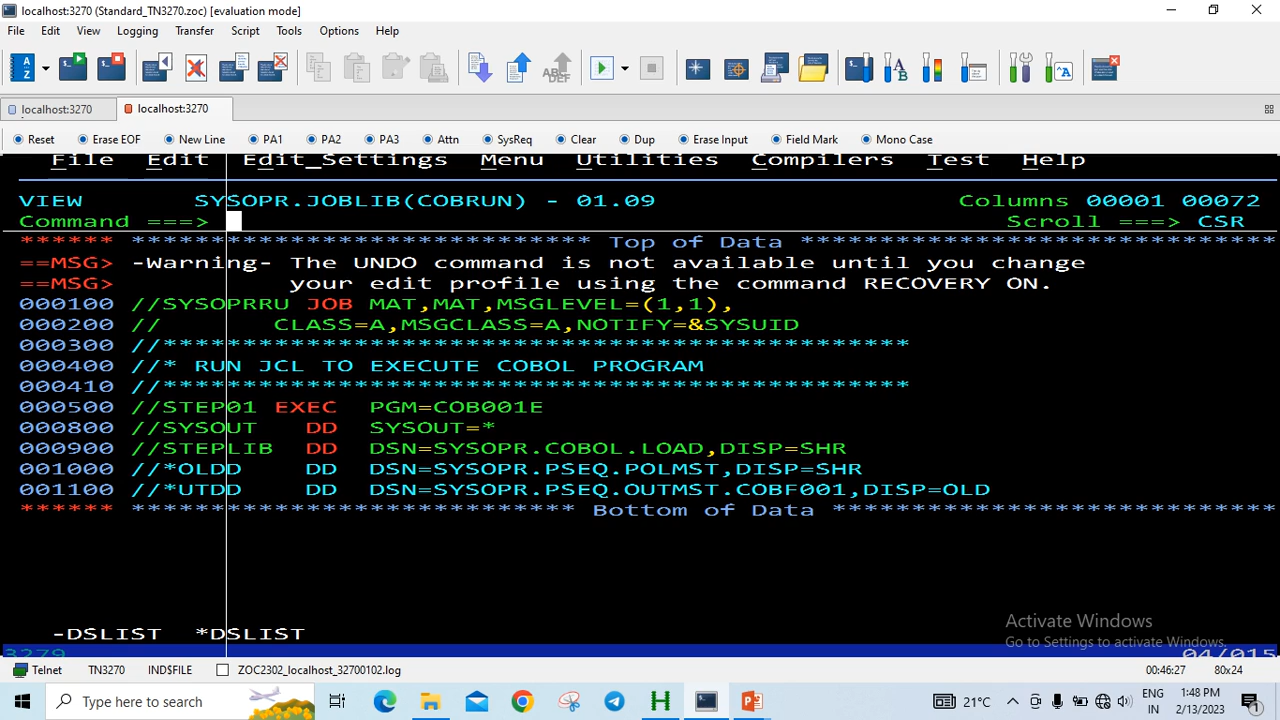 localhost:3270 (Standard_TN3270.zoc) [evaluation mode]
File Edit View Logging Transfer Script Tools Options Help
localhost:3270 localhost:3270
Reset Erase EOF New Line PA1 PA2 PA3 Attn SysReq Clear Dup Erase Input Field Mark Mono Case
File Edit Edit_Settings Menu Utilities Compilers Test Help
VIEW SYSOPR.JOBLIB(COBRUN) - 01.09 Columns 00001 00072
Command ===> Scroll ===> CSR
****** ***************************** Top of Data ******************************
==MSG> -Warning- The UNDO command is not available until you change
==MSG> your edit profile using the command RECOVERY ON.
000100 //SYSOPRRU JOB MAT,MAT,MSGLEVEL=(1,1),
000200 // CLASS=A,MSGCLASS=A,NOTIFY=&SYSUID
000300 //***********************************************
000400 //* RUN JCL TO EXECUTE COBOL PROGRAM
000410 //***********************************************
000500 //STEP01 EXEC PGM=COB001E
000800 //SYSOUT DD SYSOUT=*
000900 //STEPLIB DD DSN=SYSOPR.COBOL.LOAD,DISP=SHR
001000 //*OLDD DD DSN=SYSOPR.PSEQ.POLMST,DISP=SHR
001100 //*UTDD DD DSN=SYSOPR.PSEQ.OUTMST.COBF001,DISP=OLD
****** **************************** Bottom of Data ****************************
-DSLIST *DSLIST
Activate Windows
Go to Settings to activate Windows.
3279 04/015
Telnet TN3270 IND$FILE ZOC2302_localhost_32700102.log 00:46:27 80x24
Type here to search 21°C ENG 1:48 PM
IN 2/13/2023 1